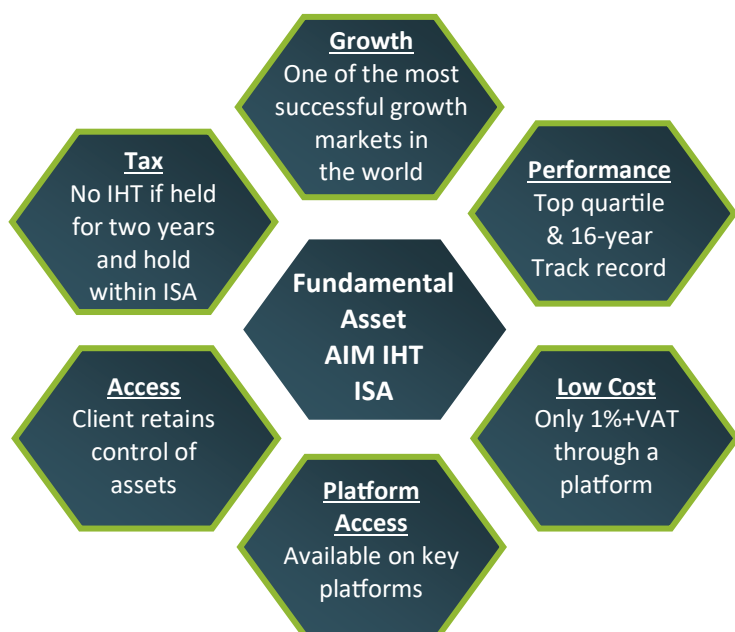 Growth
One of the most
successful growth
markets in
the world
Tax
No IHT if held
for two years
and hold
within ISA
Performance
Top quartile
& 16-year
Track record
Fundamental
Asset
AIM IHT
ISA
Access
Client retains
control of
assets
Low Cost
Only 1%+VAT
through a
platform
Platform
Access
Available on key
platforms